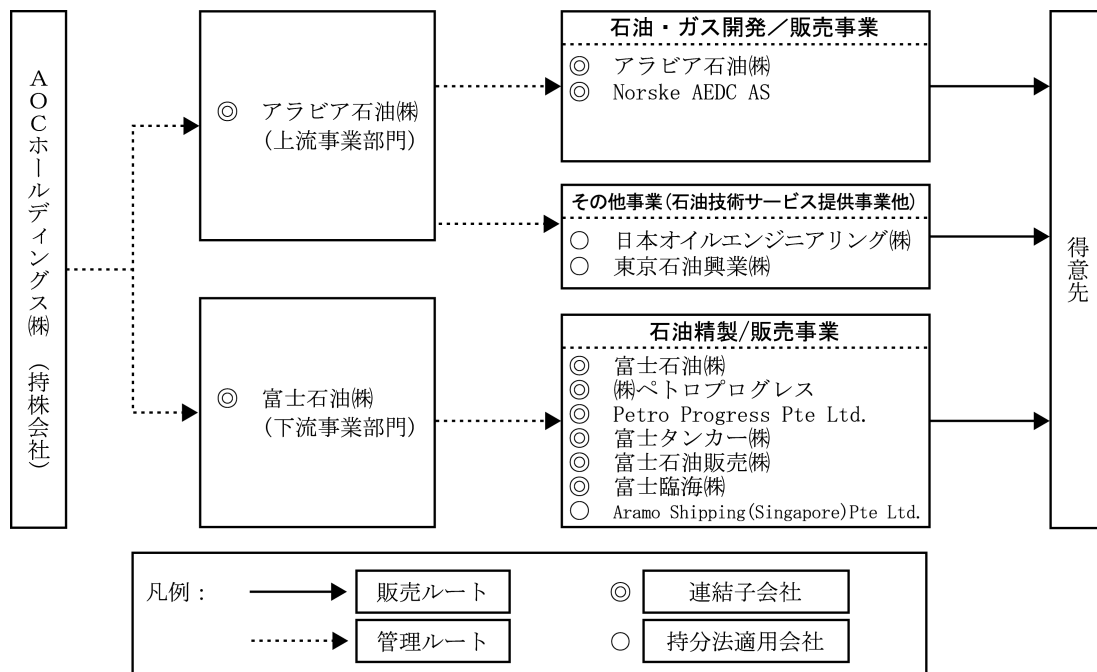 AOCホールディングス㈱ (持株会社)
◎ アラビア石油㈱
(上流事業部門)
◎ 富士石油㈱
(下流事業部門)
石油・ガス開発／販売事業
◎ アラビア石油㈱
◎ Norske AEDC AS
その他事業(石油技術サービス提供事業他)
○ 日本オイルエンジニアリング㈱
○ 東京石油興業㈱
石油精製/販売事業
◎ 富士石油㈱
◎ ㈱ペトロプログレス
◎ Petro Progress Pte Ltd.
◎ 富士タンカー㈱
◎ 富士石油販売㈱
◎ 富士臨海㈱
○ Aramo Shipping(Singapore)Pte Ltd.
得意先
凡例： 販売ルート ◎ 連結子会社
管理ルート ○ 持分法適用会社